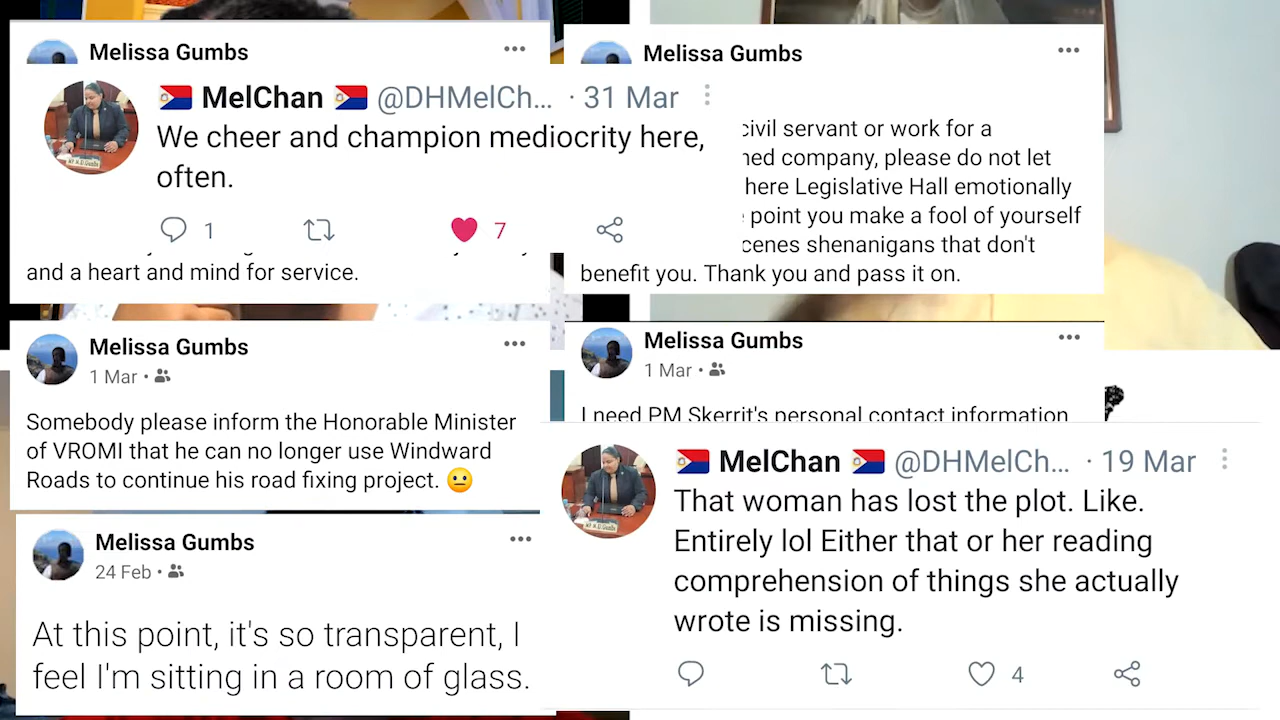 Melissa Gumbs
MelChan @DHMelCh... · 31 Mar
We cheer and champion mediocrity here,
often.
1
7
and a heart and mind for service.
Melissa Gumbs
civil servant or work for a
company, please do not let
Legislative Hall emotionally
point you make a fool of yourself
shenanigans that don't
benefit you. Thank you and pass it on.
Melissa Gumbs
1 Mar •
Somebody please inform the Honorable Minister
of VROMI that he can no longer use Windward
Roads to continue his road fixing project. 😐
Melissa Gumbs
1 Mar •
I need PM Skerrit's personal contact information
Melissa Gumbs
24 Feb •
At this point, it's so transparent, I
feel I'm sitting in a room of glass.
MelChan @DHMelCh... · 19 Mar
That woman has lost the plot. Like.
Entirely lol Either that or her reading
comprehension of things she actually
wrote is missing.
4